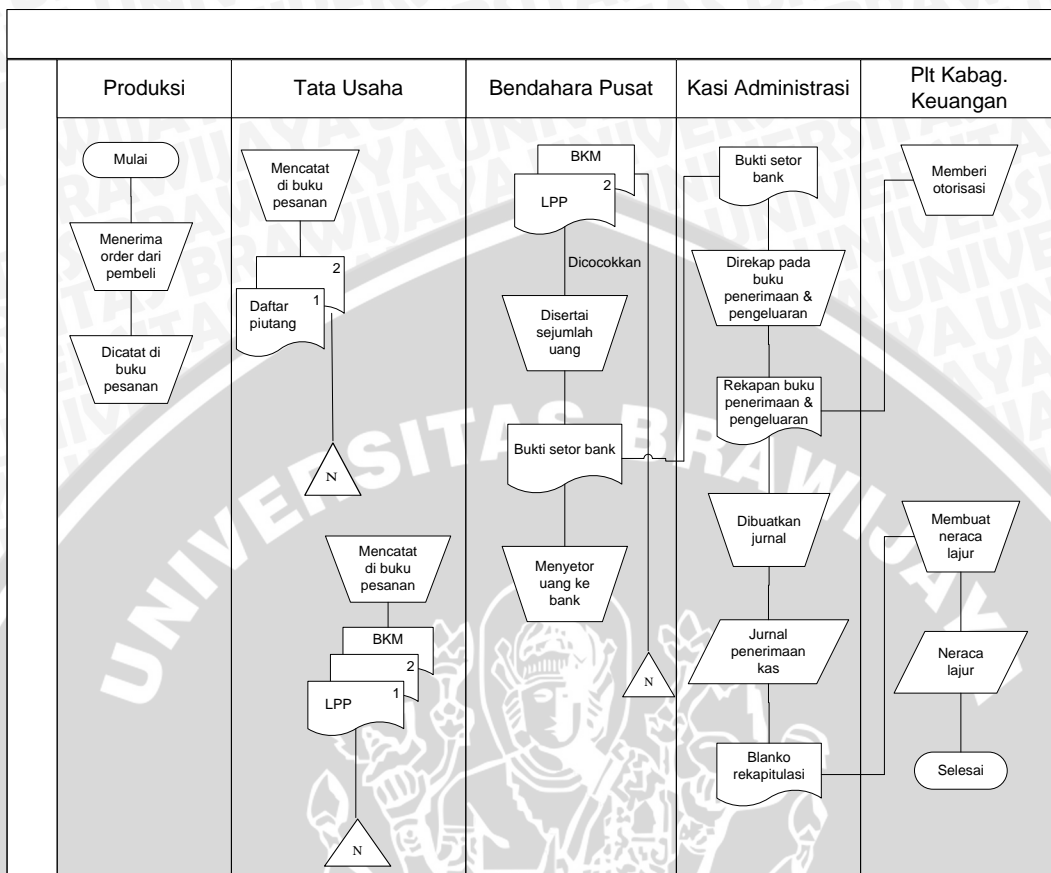 Produksi
Tata Usaha
Bendahara Pusat
Kasi Administrasi
Plt Kabag.
Keuangan
Mulai
Menerima
order dari
pembeli
Dicatat di
buku
pesanan
Mencatat
di buku
pesanan
2
1
Daftar
piutang
N
Mencatat
di buku
pesanan
BKM
2
1
LPP
N
BKM
2
LPP
Dicocokkan
Disertai
sejumlah
uang
Bukti setor bank
Menyetor
uang ke
bank
N
Bukti setor
bank
Direkap pada
buku
penerimaan &
pengeluaran
Rekapan buku
penerimaan &
pengeluaran
Dibuatkan
jurnal
Jurnal
penerimaan
kas
Blanko
rekapitulasi
Memberi
otorisasi
Membuat
neraca
lajur
Neraca
lajur
Selesai
UNIVERSITAS BRAWIJAYA